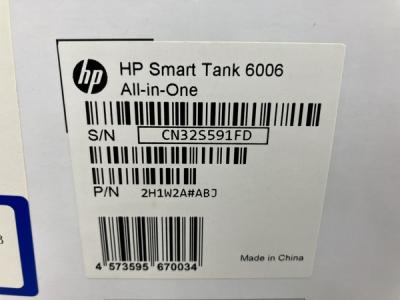 hp
HP Smart Tank 6006
All-in-One
S/N CN32S591FD
P/N 2H1W2A#ABJ
4 573595 670034
Made in China